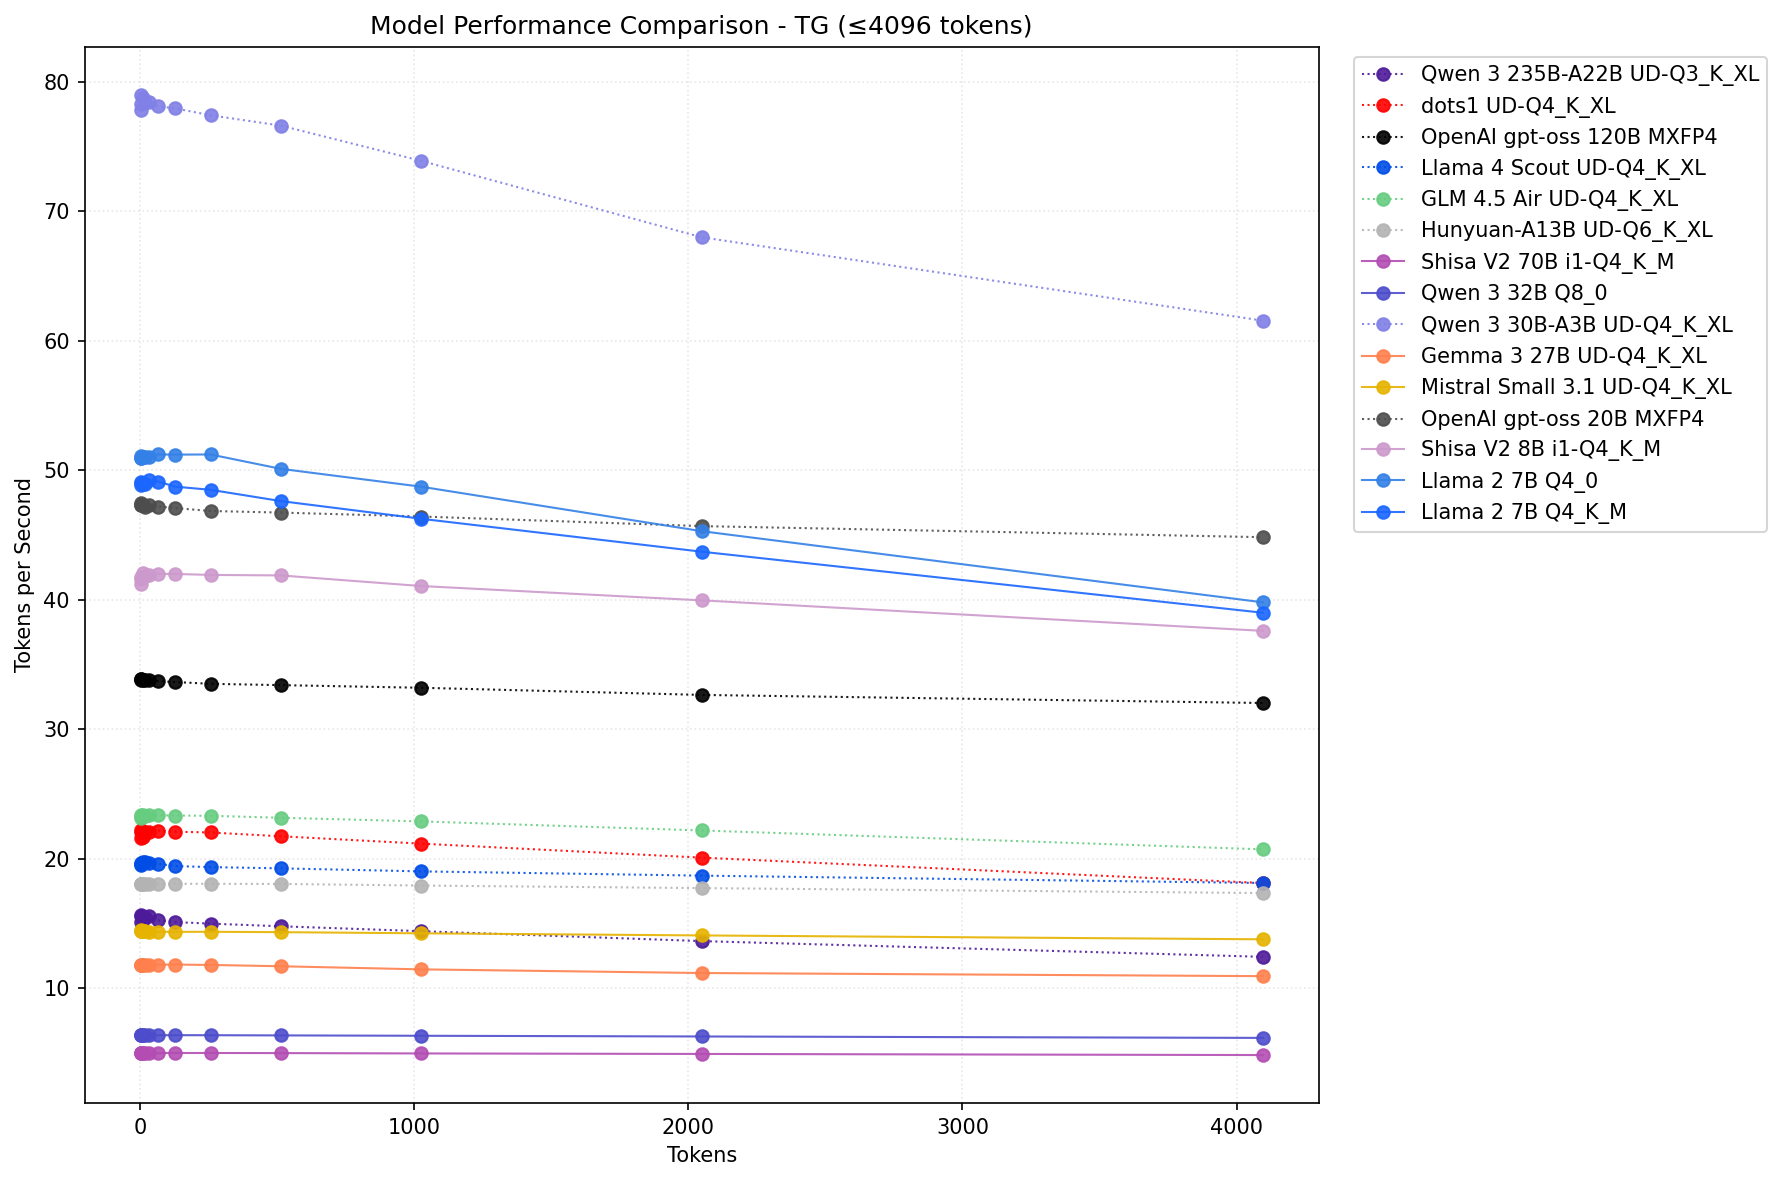 Model Performance Comparison - TG (≤4096 tokens)
80
70
60
50
40
30
20
10
Tokens per Second
0
1000
2000
3000
4000
Tokens
Qwen 3 235B-A22B UD-Q3_K_XL
dots1 UD-Q4_K_XL
OpenAI gpt-oss 120B MXFP4
Llama 4 Scout UD-Q4_K_XL
GLM 4.5 Air UD-Q4_K_XL
Hunyuan-A13B UD-Q6_K_XL
Shisa V2 70B i1-Q4_K_M
Qwen 3 32B Q8_0
Qwen 3 30B-A3B UD-Q4_K_XL
Gemma 3 27B UD-Q4_K_XL
Mistral Small 3.1 UD-Q4_K_XL
OpenAI gpt-oss 20B MXFP4
Shisa V2 8B i1-Q4_K_M
Llama 2 7B Q4_0
Llama 2 7B Q4_K_M